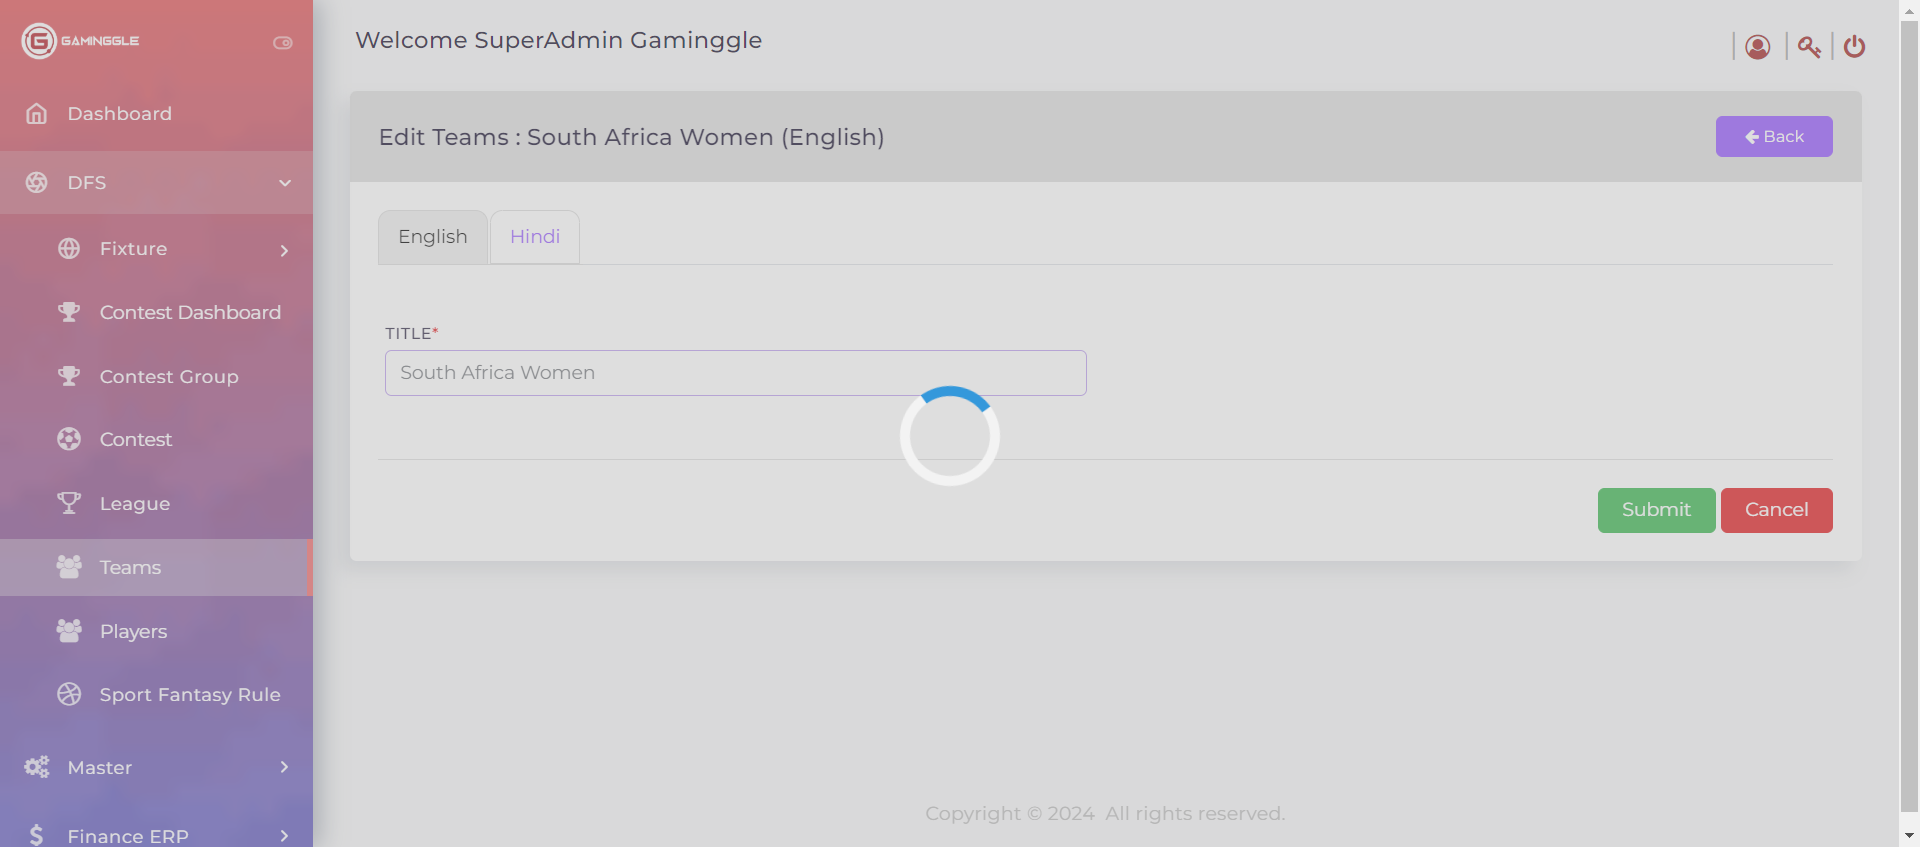 GAMINGGLE
Welcome SuperAdmin Gaminggle
Dashboard
DFS
Fixture
Contest Dashboard
Contest Group
Contest
League
Teams
Players
Sport Fantasy Rule
Master
Finance ERP
Edit Teams : South Africa Women (English)
Back
English
Hindi
TITLE*
South Africa Women
Submit
Cancel
Copyright © 2024 All rights reserved.